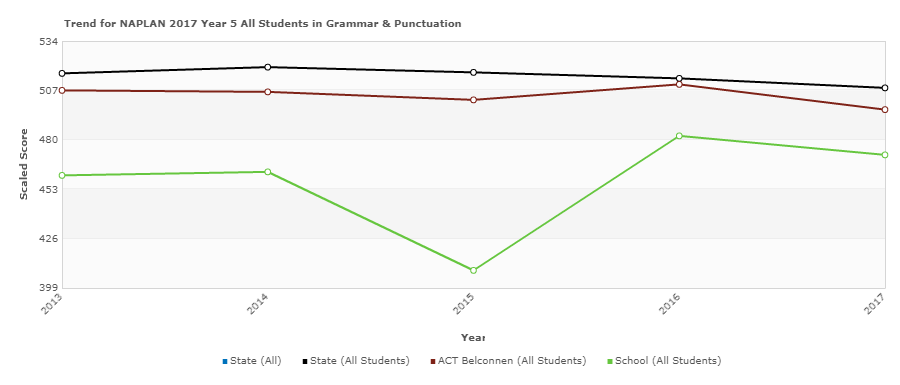 Trend for NAPLAN 2017 Year 5 All Students in Grammar & Punctuation
534
507
480
453
426
399
Scaled Score
2013
2014
2015
2016
2017
Year
State (All)
State (All Students)
ACT Belconnen (All Students)
School (All Students)